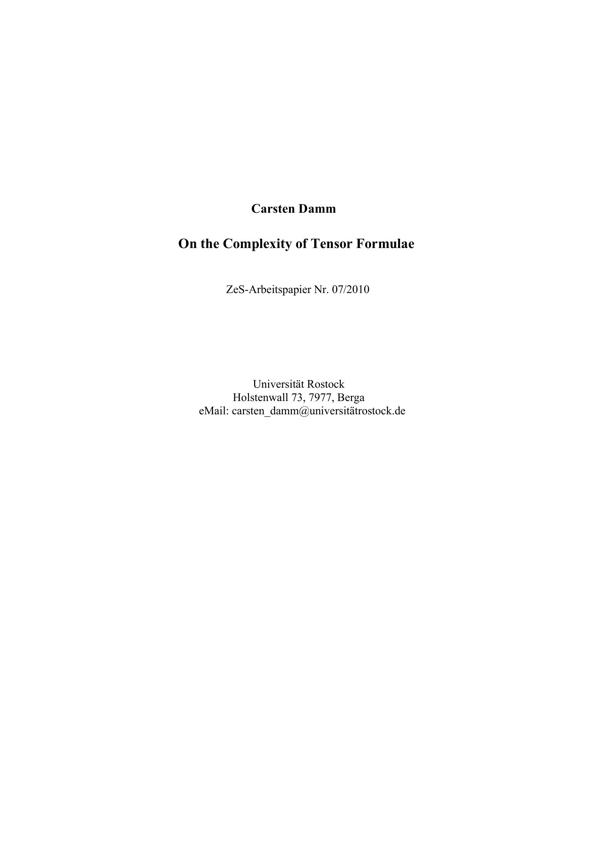 Carsten Damm
On the Complexity of Tensor Formulae
ZeS-Arbeitspapier Nr. 07/2010
Universität Rostock
Holstenwall 73, 7977, Berga
eMail: carsten_damm@universitätrostock.de